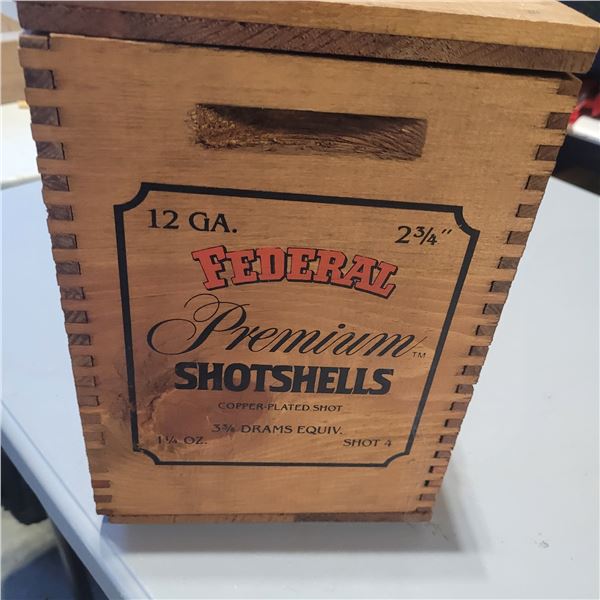 12 GA. 2¾"
FEDERAL
Premium™
SHOTSHELLS
COPPER-PLATED SHOT
3¾ DRAMS EQUIV.
1¼ OZ. SHOT 4